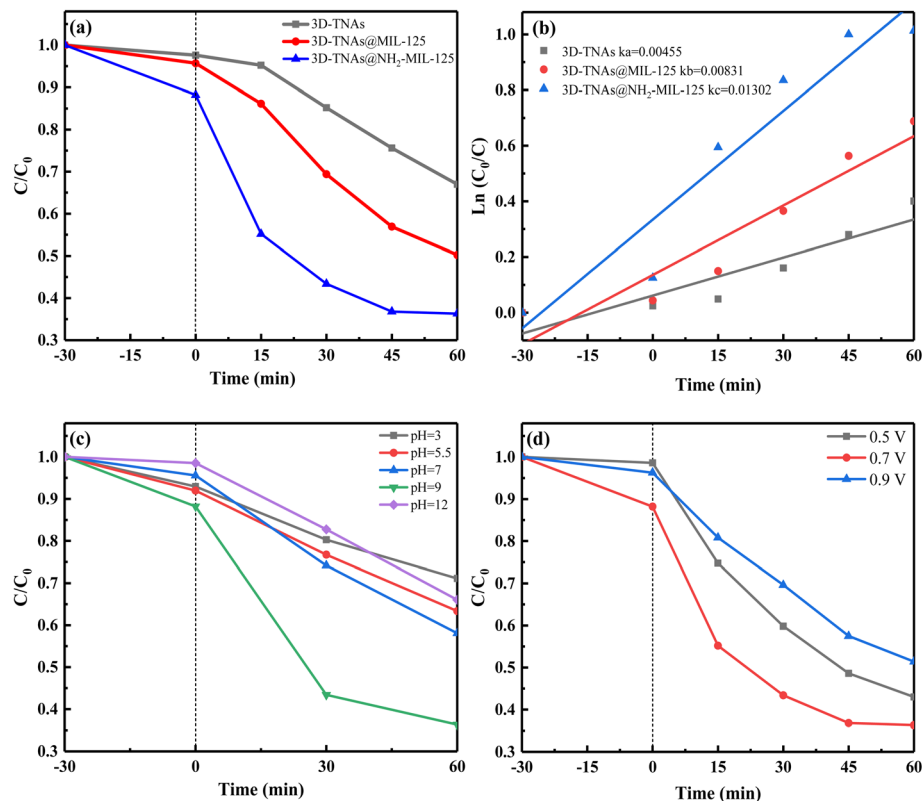 (a)
3D-TNAs
3D-TNAs@MIL-125
3D-TNAs@NH₂-MIL-125
1.0
0.9
0.8
0.7
0.6
0.5
0.4
0.3
C/C₀
-30
-15
0
15
30
45
60
Time (min)
(b)
3D-TNAs ka=0.00455
3D-TNAs@MIL-125 kb=0.00831
3D-TNAs@NH₂-MIL-125 kc=0.01302
1.0
0.8
0.6
0.4
0.2
0.0
Ln (C₀/C)
-30
-15
0
15
30
45
60
Time (min)
(c)
pH=3
pH=5.5
pH=7
pH=9
pH=12
1.0
0.9
0.8
0.7
0.6
0.5
0.4
0.3
C/C₀
-30
-15
0
15
30
45
60
Time (min)
(d)
0.5 V
0.7 V
0.9 V
1.0
0.9
0.8
0.7
0.6
0.5
0.4
0.3
C/C₀
-30
-15
0
15
30
45
60
Time (min)